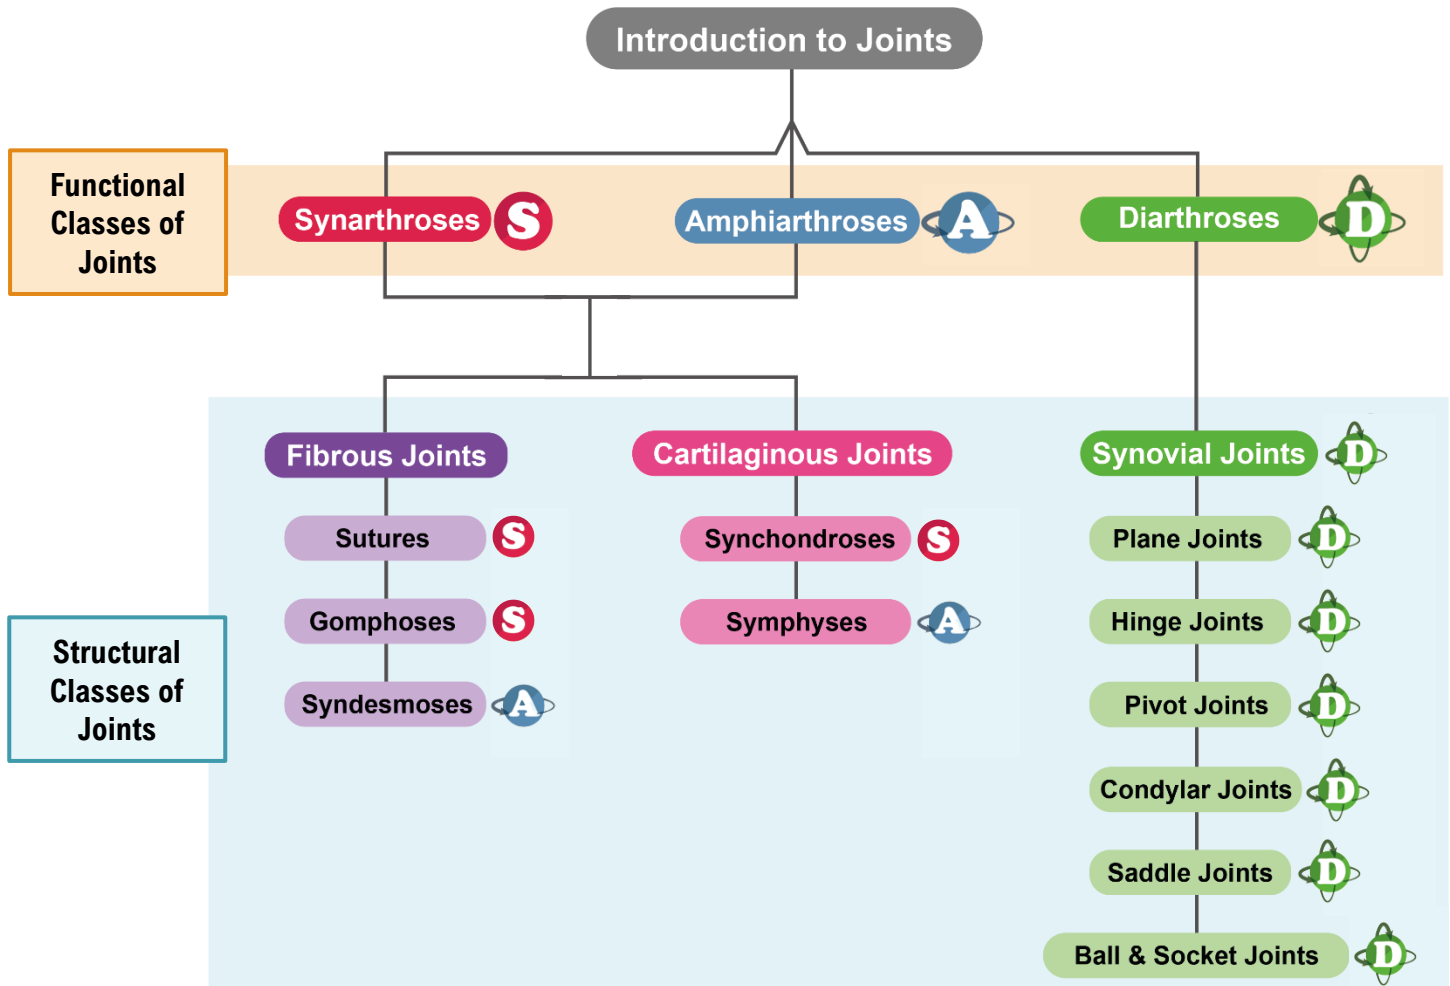 Introduction to Joints
Functional
Classes of
Joints
Synarthroses S
Amphiarthroses A
Diarthroses D
Structural
Classes of
Joints
Fibrous Joints
Sutures S
Gomphoses S
Syndesmoses A
Cartilaginous Joints
Synchondroses S
Symphyses A
Synovial Joints D
Plane Joints D
Hinge Joints D
Pivot Joints D
Condylar Joints D
Saddle Joints D
Ball & Socket Joints D